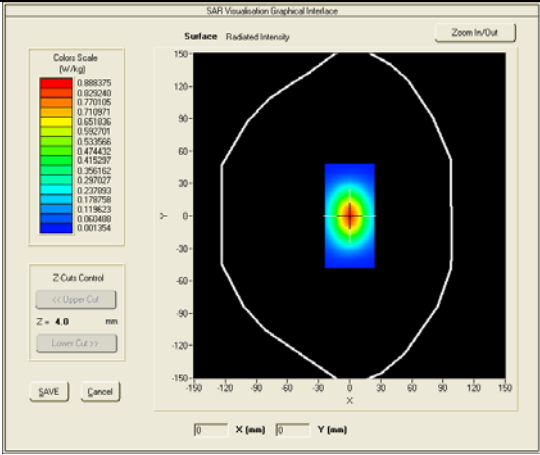 SAR Visualisation Graphical Interface
Surface Radiated Intensity
Zoom In/Out
Colors Scale
(W/kg)
0.888375
0.829240
0.770105
0.710971
0.651836
0.592701
0.533566
0.474432
0.415297
0.356162
0.297027
0.237893
0.178758
0.119623
0.060488
0.001354
Z-Cuts Control
<< Upper Cut
Z = 4.0 mm
Lower Cut >>
SAVE Cancel
150
120
90
60
30
0
-30
-60
-90
-120
-150
Y
-150 -120 -90 -60 -30 0 30 60 90 120 150
X
0 X (mm) 0 Y (mm)